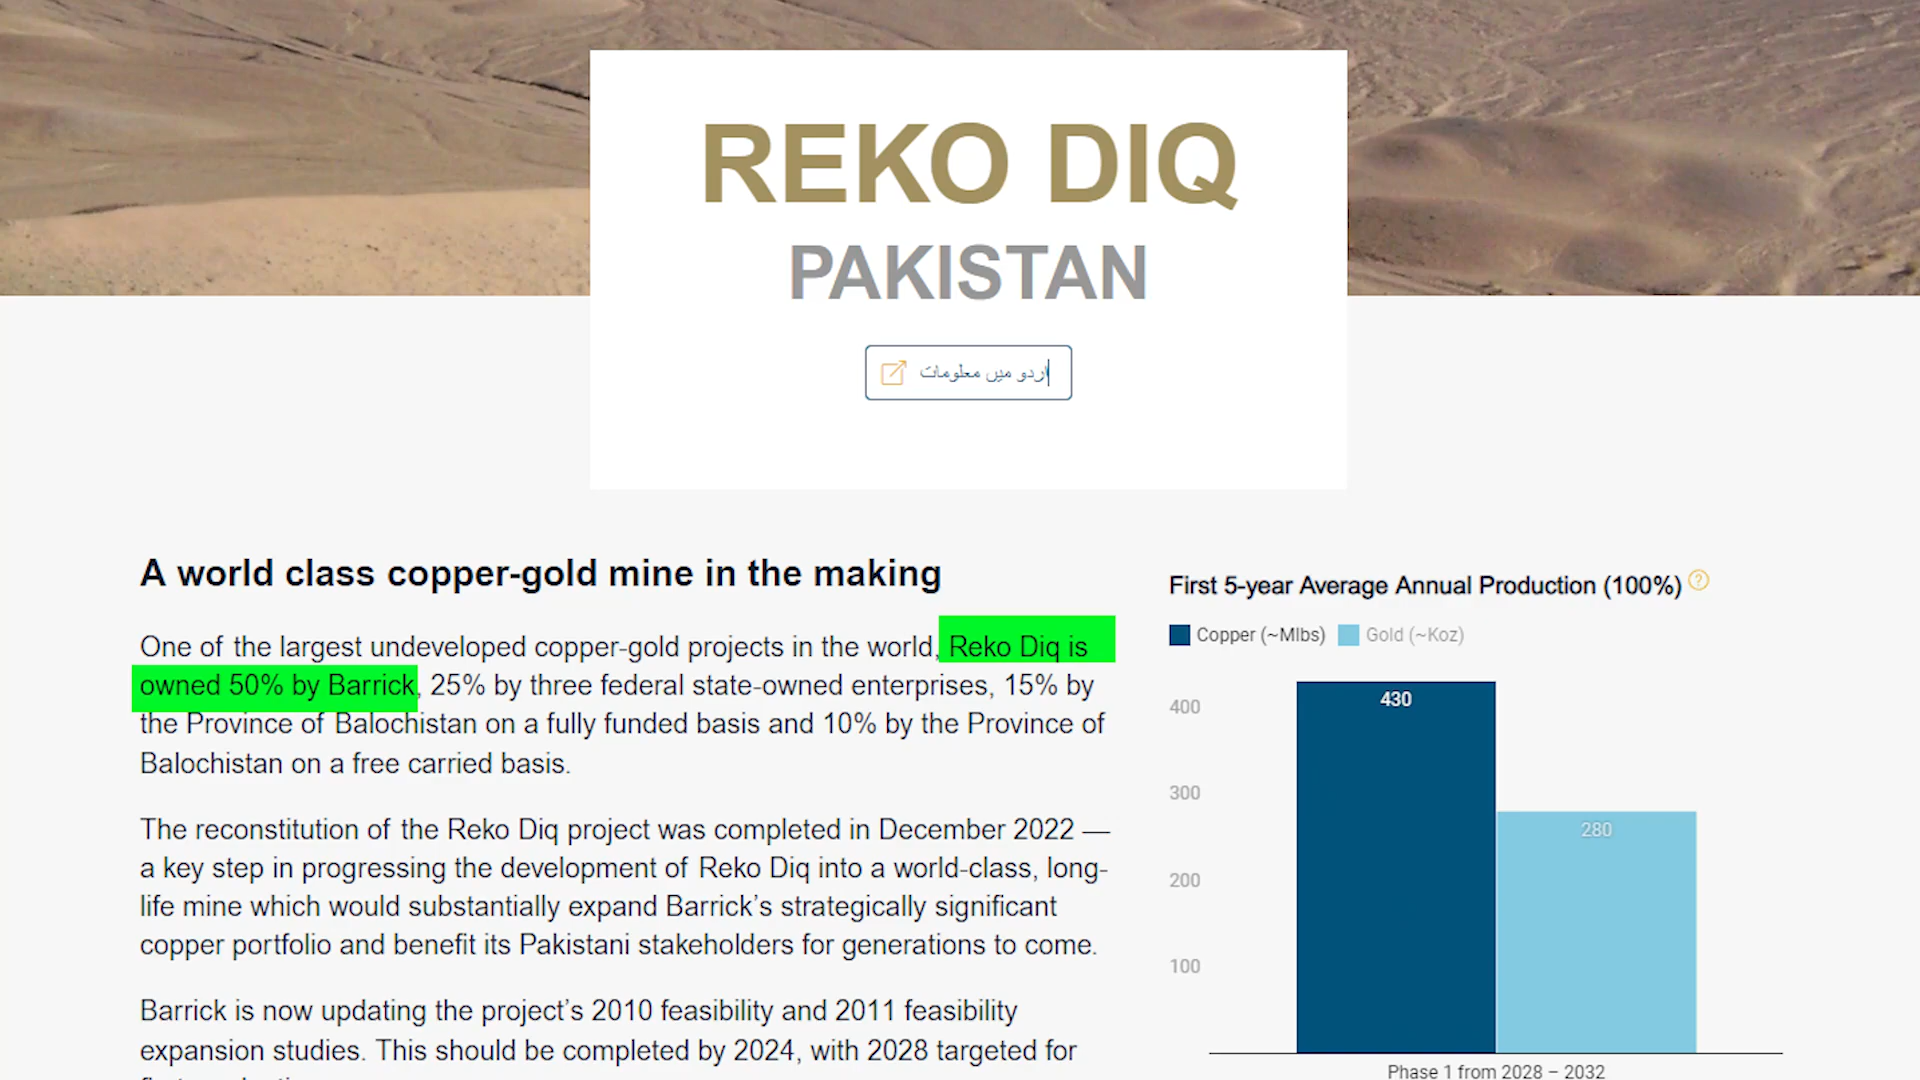 REKO DIQ
PAKISTAN
اردو میں معلومات
A world class copper-gold mine in the making
One of the largest undeveloped copper-gold projects in the world, Reko Diq is
owned 50% by Barrick, 25% by three federal state-owned enterprises, 15% by
the Province of Balochistan on a fully funded basis and 10% by the Province of
Balochistan on a free carried basis.
The reconstitution of the Reko Diq project was completed in December 2022 —
a key step in progressing the development of Reko Diq into a world-class, long-
life mine which would substantially expand Barrick’s strategically significant
copper portfolio and benefit its Pakistani stakeholders for generations to come.
Barrick is now updating the project’s 2010 feasibility and 2011 feasibility
expansion studies. This should be completed by 2024, with 2028 targeted for
First 5-year Average Annual Production (100%) ?
Copper (~Mlbs) Gold (~Koz)
430
400
300
280
200
100
Phase 1 from 2028 – 2032